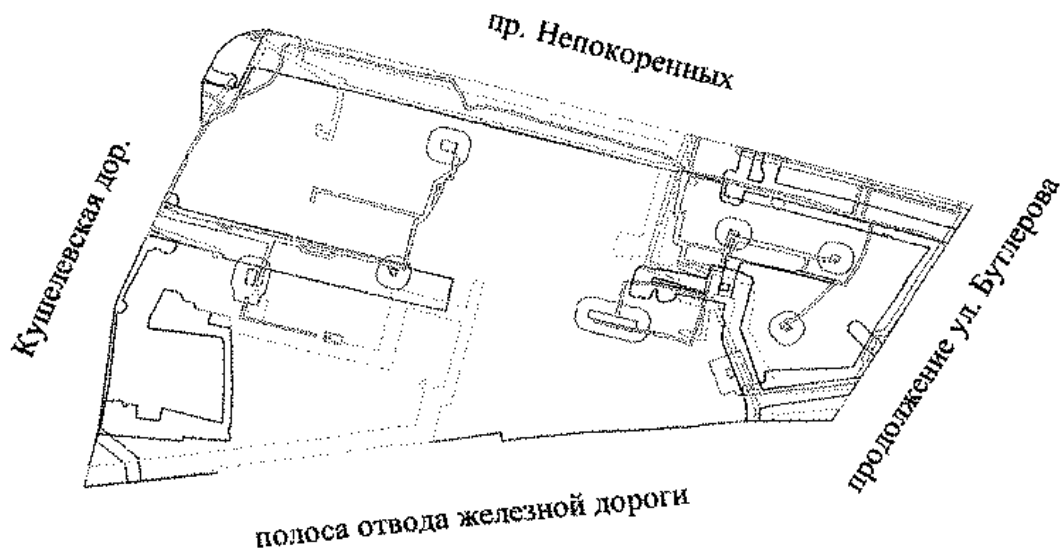 пр. Непокоренных
Кушелевская дор.
продолжение ул. Бутлерова
полоса отвода железной дороги